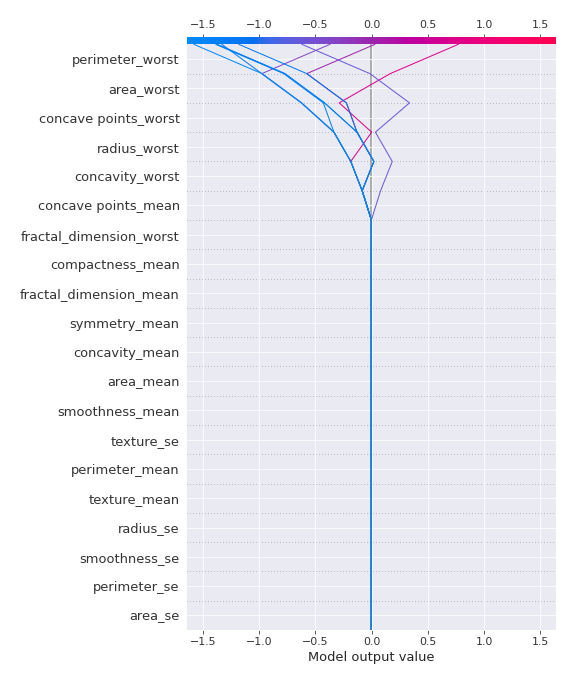 −1.5 −1.0 −0.5 0.0 0.5 1.0 1.5
perimeter_worst
area_worst
concave points_worst
radius_worst
concavity_worst
concave points_mean
fractal_dimension_worst
compactness_mean
fractal_dimension_mean
symmetry_mean
concavity_mean
area_mean
smoothness_mean
texture_se
perimeter_mean
texture_mean
radius_se
smoothness_se
perimeter_se
area_se
−1.5 −1.0 −0.5 0.0 0.5 1.0 1.5
Model output value